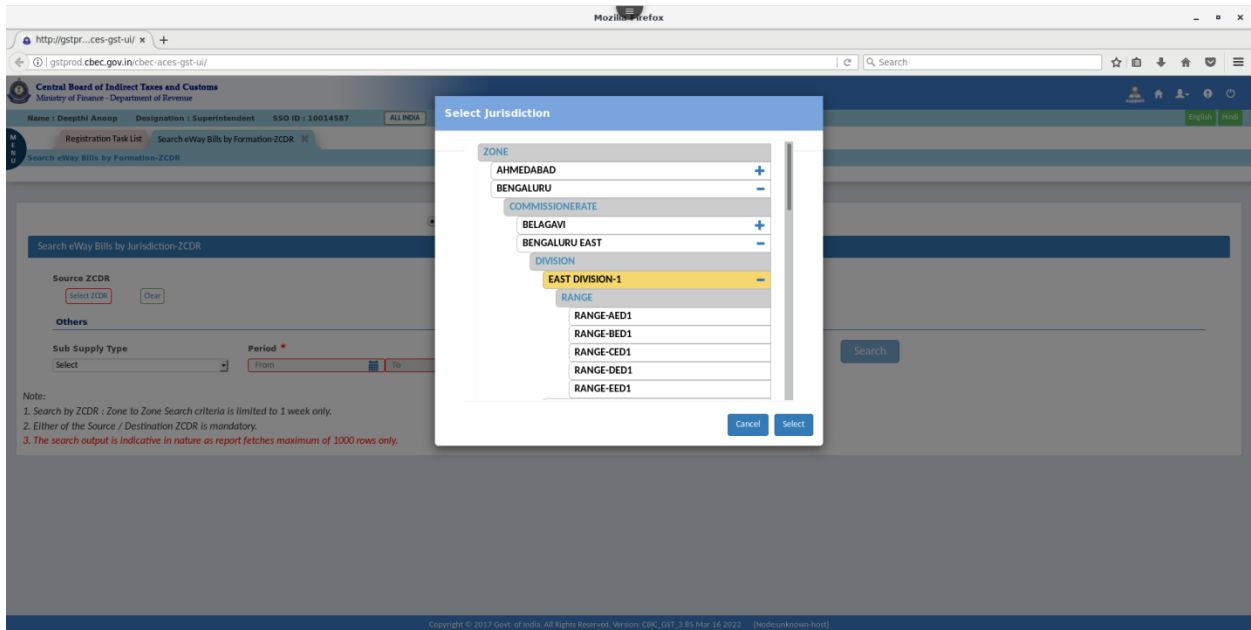 Mozilla Firefox
http://gstpr...ces-gst-ui/ × +
gstprod.cbec.gov.in/cbec-aces-gst-ui/
Search
Central Board of Indirect Taxes and Customs
Ministry of Finance - Department of Revenue
support
Name : Deepthi Anoop Designation : Superintendent SSO ID : 10014587 ALL INDIA
English Hindi
MENU
Registration Task List Search eWay Bills by Formation-ZCDR
Search eWay Bills by Formation-ZCDR
Search eWay Bills by Jurisdiction-ZCDR
Source ZCDR
Select ZCDR Clear
Others
Sub Supply Type Period *
Select From To
Search
Note:
1. Search by ZCDR : Zone to Zone Search criteria is limited to 1 week only.
2. Either of the Source / Destination ZCDR is mandatory.
3. The search output is indicative in nature as report fetches maximum of 1000 rows only.
Select Jurisdiction
ZONE
AHMEDABAD +
BENGALURU −
COMMISSIONERATE
BELAGAVI +
BENGALURU EAST −
DIVISION
EAST DIVISION-1 −
RANGE
RANGE-AED1
RANGE-BED1
RANGE-CED1
RANGE-DED1
RANGE-EED1
Cancel Select
Copyright © 2017 Govt. of India. All Rights Reserved. Version: CBIC_GST_3.85 Mar 16 2022 [Node:unknown-host]